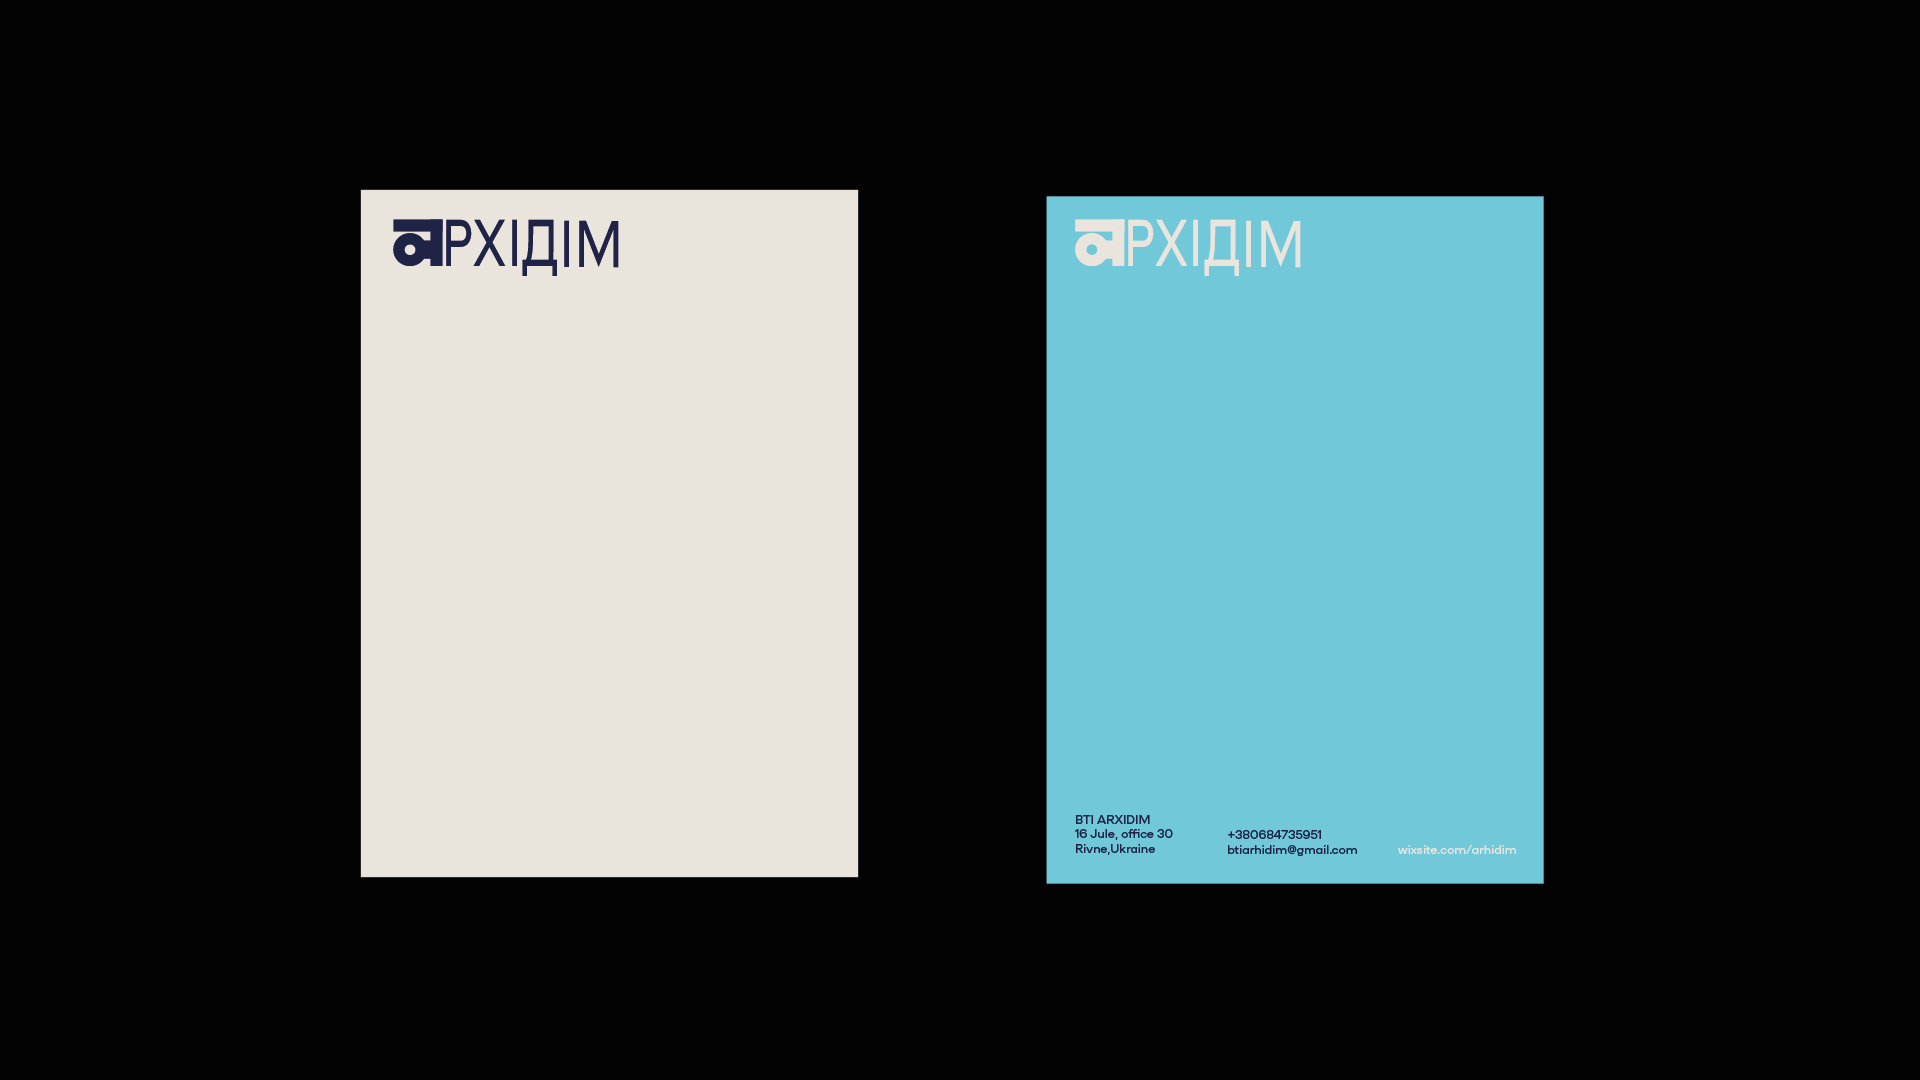 аРХІДІМ
аРХІДІМ
BTI ARXIDIM
16 Jule, office 30
Rivne,Ukraine
+380684735951
btiarhidim@gmail.com
wixsite.com/arhidim